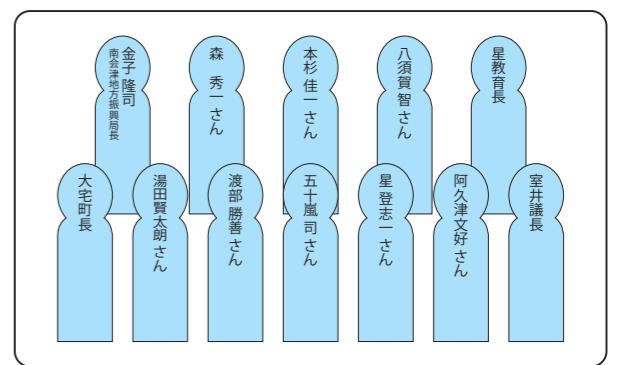 金子 隆司
南会津地方振興局長
森 秀一 さん
本杉 佳一 さん
八須賀 智 さん
星教育長
大宅町長
湯田賢太朗 さん
渡部 勝善 さん
五十嵐 司 さん
星 登志一 さん
阿久津文好 さん
室井議長